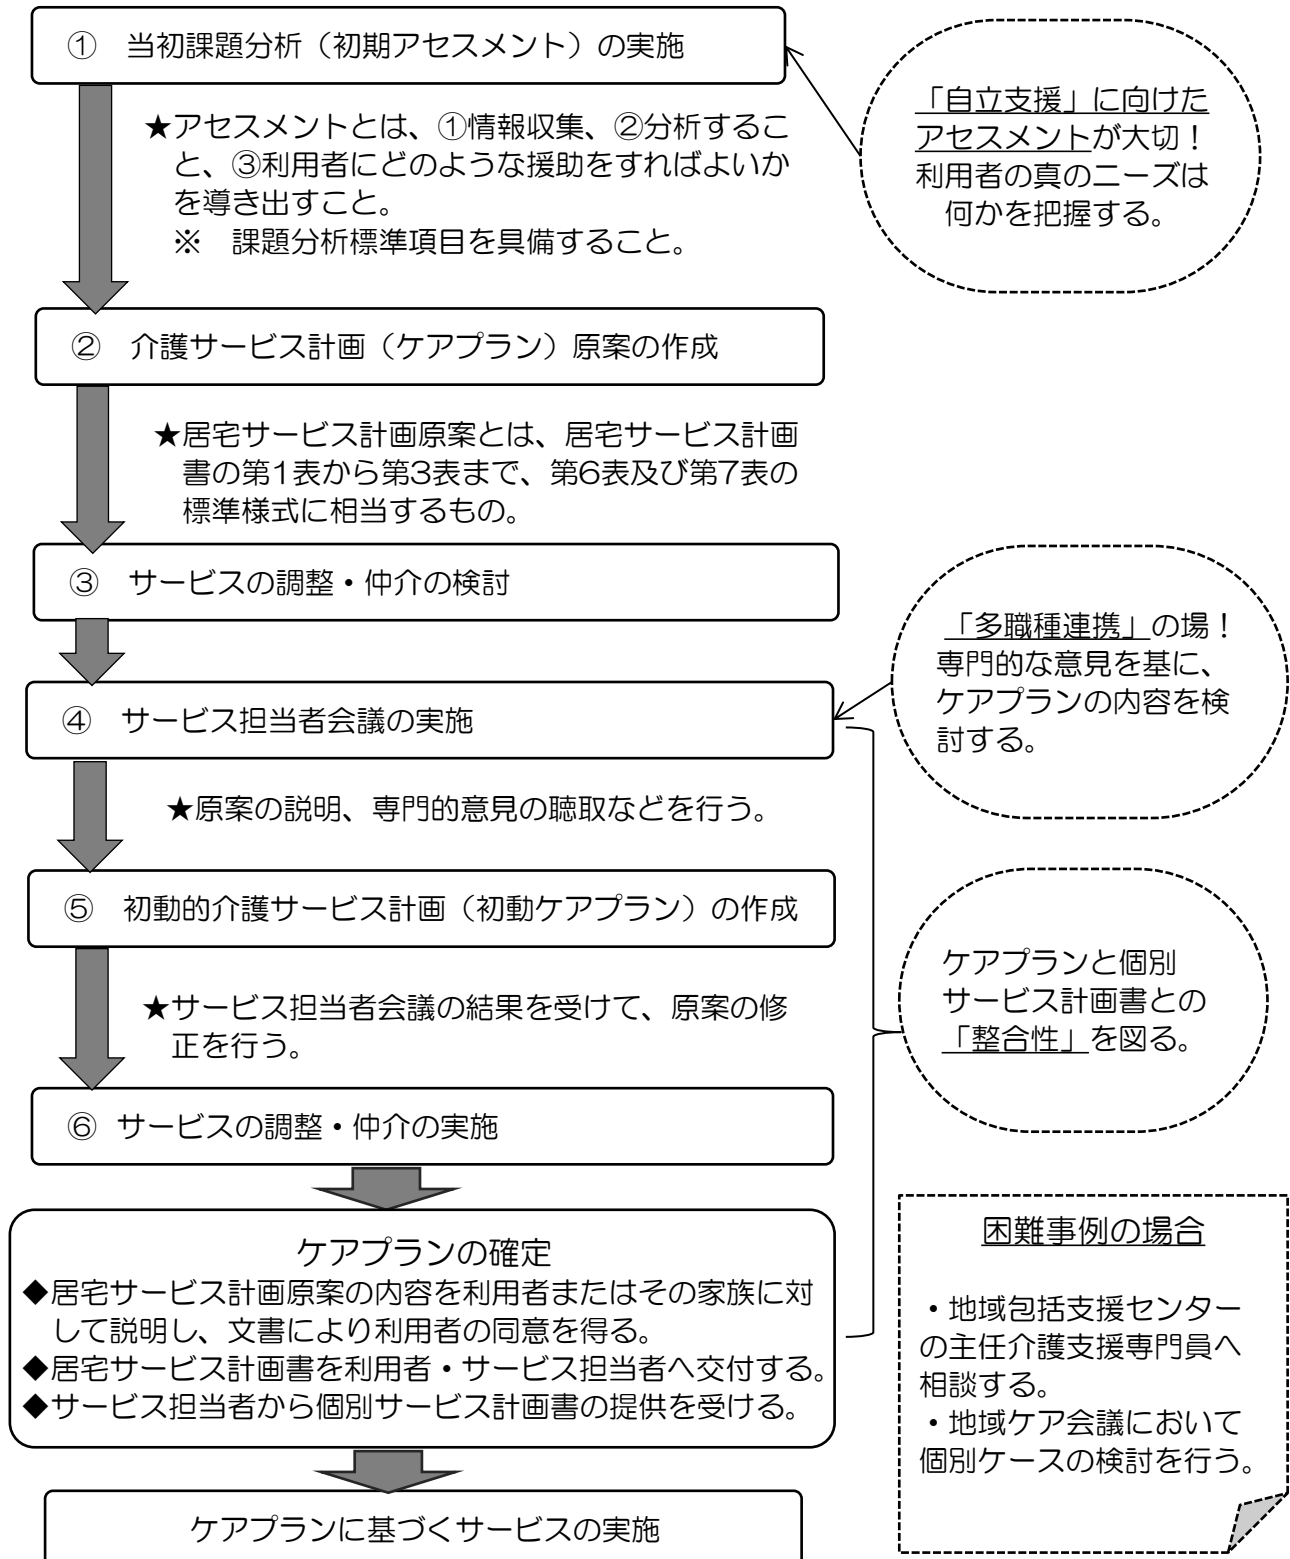 ① 当初課題分析（初期アセスメント）の実施
★アセスメントとは、①情報収集、②分析するこ
と、③利用者にどのような援助をすればよいか
を導き出すこと。
※ 課題分析標準項目を具備すること。
「自立支援」に向けた
アセスメントが大切！
利用者の真のニーズは
何かを把握する。
② 介護サービス計画（ケアプラン）原案の作成
★居宅サービス計画原案とは、居宅サービス計画
書の第1表から第3表まで、第6表及び第7表の
標準様式に相当するもの。
③ サービスの調整・仲介の検討
「多職種連携」の場！
専門的な意見を基に、
ケアプランの内容を検
討する。
④ サービス担当者会議の実施
★原案の説明、専門的意見の聴取などを行う。
⑤ 初動的介護サービス計画（初動ケアプラン）の作成
★サービス担当者会議の結果を受けて、原案の修
正を行う。
ケアプランと個別
サービス計画書との
「整合性」を図る。
⑥ サービスの調整・仲介の実施
ケアプランの確定
◆居宅サービス計画原案の内容を利用者またはその家族に対
して説明し、文書により利用者の同意を得る。
◆居宅サービス計画書を利用者・サービス担当者へ交付する。
◆サービス担当者から個別サービス計画書の提供を受ける。
困難事例の場合
・地域包括支援センター
の主任介護支援専門員へ
相談する。
・地域ケア会議において
個別ケースの検討を行う。
ケアプランに基づくサービスの実施